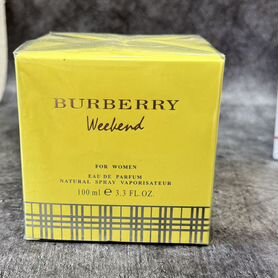 BURBERRY
Weekend
FOR WOMEN
EAU DE PARFUM
NATURAL SPRAY VAPORISATEUR
100 ml ℮ 3.3 FL.OZ.